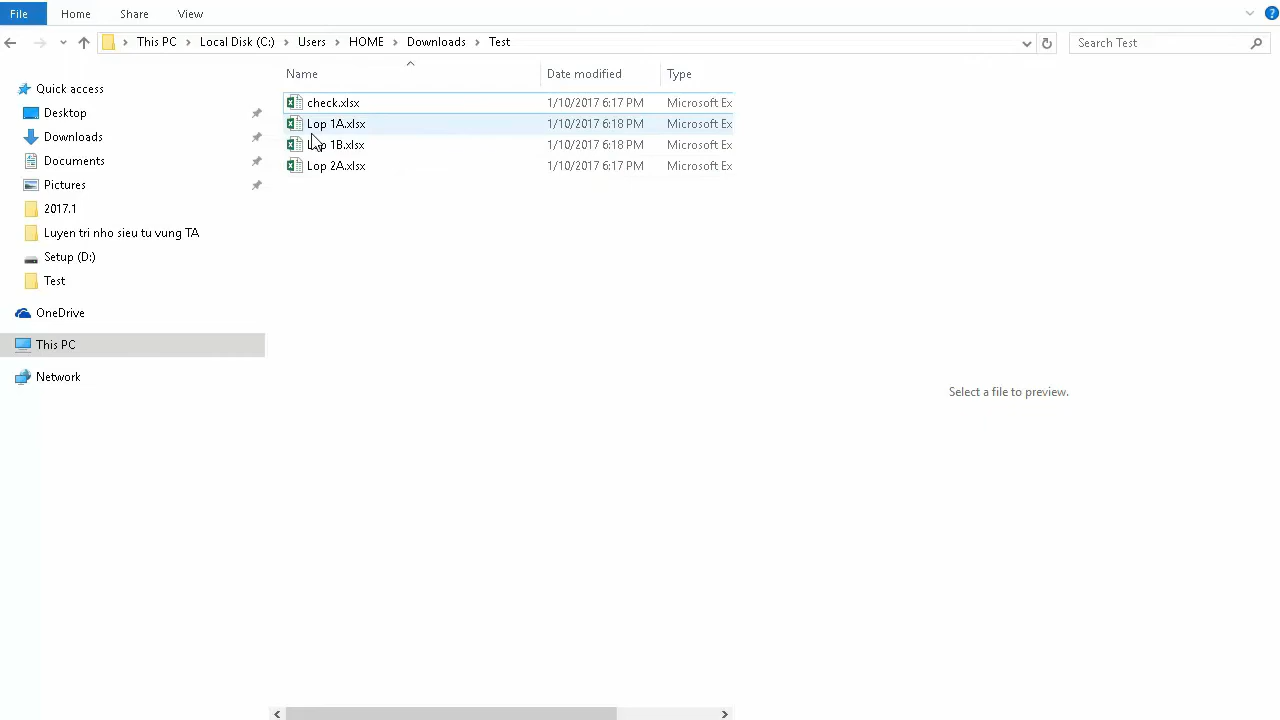 File Home Share View
This PC Local Disk (C:) Users HOME Downloads Test Search Test
Name Date modified Type
Quick access
Desktop
Downloads
Documents
Pictures
2017.1
Luyen tri nho sieu tu vung TA
Setup (D:)
Test
OneDrive
This PC
Network
check.xlsx 1/10/2017 6:17 PM Microsoft Ex
Lop 1A.xlsx 1/10/2017 6:18 PM Microsoft Ex
Lop 1B.xlsx 1/10/2017 6:18 PM Microsoft Ex
Lop 2A.xlsx 1/10/2017 6:17 PM Microsoft Ex
Select a file to preview.